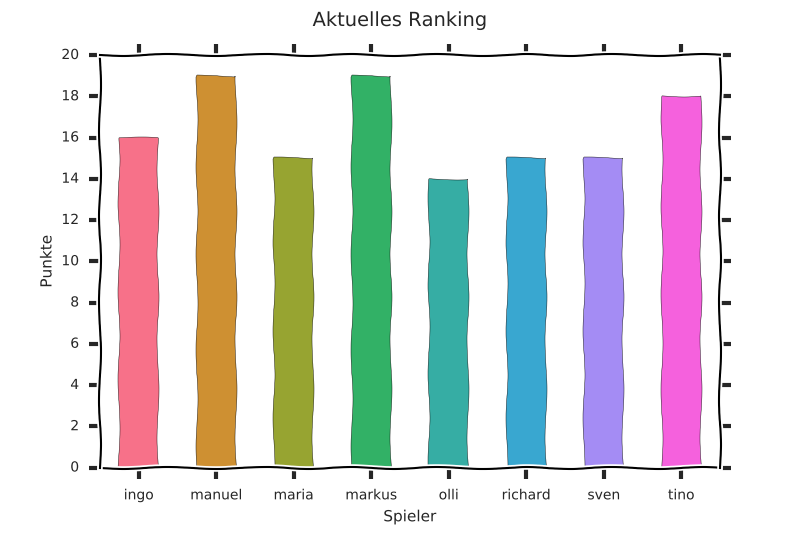 Aktuelles Ranking
20
18
16
14
12
10
8
6
4
2
0
Punkte
ingo manuel maria markus olli richard sven tino
Spieler